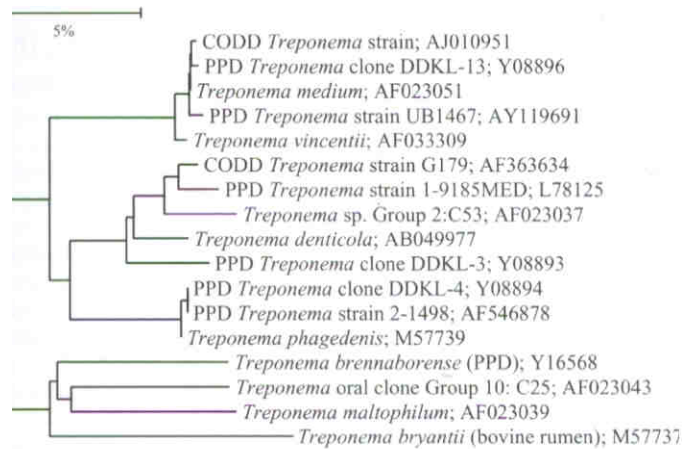 5%
CODD Treponema strain; AJ010951
PPD Treponema clone DDKL-13; Y08896
Treponema medium; AF023051
PPD Treponema strain UB1467; AY119691
Treponema vincentii; AF033309
CODD Treponema strain G179; AF363634
PPD Treponema strain 1-9185MED; L78125
Treponema sp. Group 2:C53; AF023037
Treponema denticola; AB049977
PPD Treponema clone DDKL-3; Y08893
PPD Treponema clone DDKL-4; Y08894
PPD Treponema strain 2-1498; AF546878
Treponema phagedenis; M57739
Treponema brennaborense (PPD); Y16568
Treponema oral clone Group 10: C25; AF023043
Treponema maltophilum; AF023039
Treponema bryantii (bovine rumen); M57737